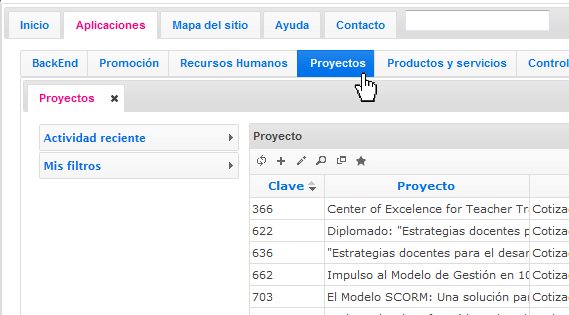 Inicio Aplicaciones Mapa del sitio Ayuda Contacto
BackEnd Promoción Recursos Humanos Proyectos Productos y servicios Control
Proyectos
Actividad reciente
Mis filtros
Proyecto
Clave Proyecto
366 Center of Excelence for Teacher Tra Cotiza
622 Diplomado: "Estrategias docentes p Cotiza
636 "Estrategias docentes para el desar Cotiza
662 Impulso al Modelo de Gestión en 10 Cotiza
703 El Modelo SCORM: Una solución par Cotiza